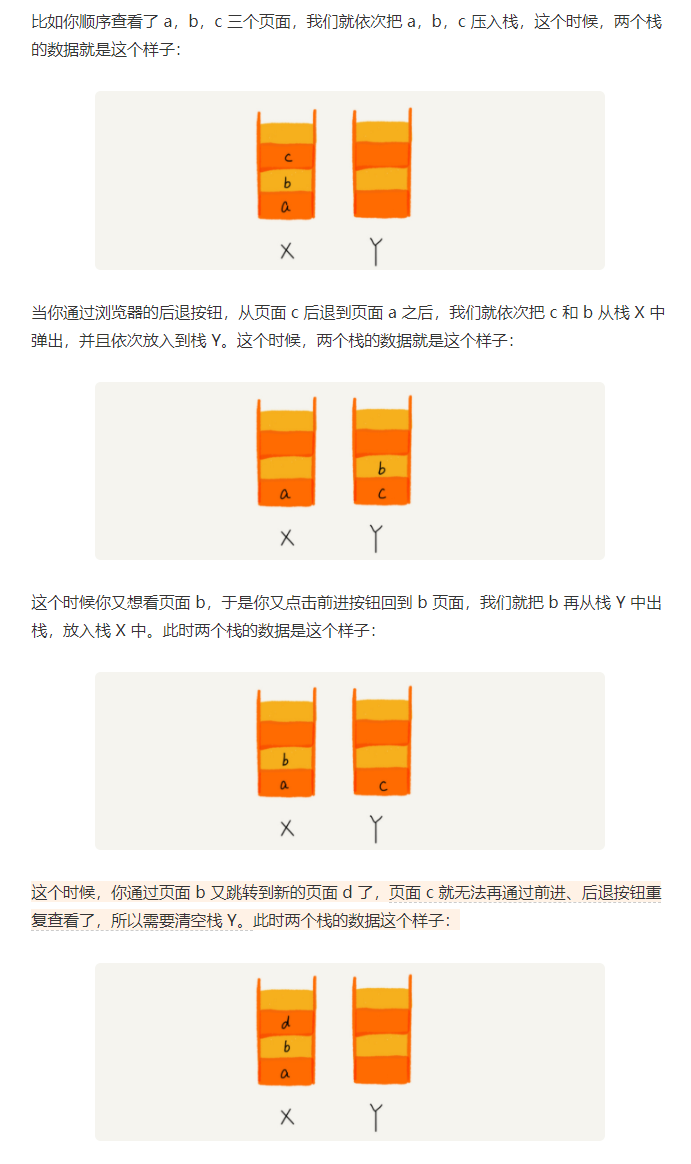 比如你顺序查看了 a，b，c 三个页面，我们就依次把 a，b，c 压入栈，这个时候，两个栈
的数据就是这个样子：
c
b
a
X Y
当你通过浏览器的后退按钮，从页面 c 后退到页面 a 之后，我们就依次把 c 和 b 从栈 X 中
弹出，并且依次放入到栈 Y。这个时候，两个栈的数据就是这个样子：
b
a c
X Y
这个时候你又想看页面 b，于是你又点击前进按钮回到 b 页面，我们就把 b 再从栈 Y 中出
栈，放入栈 X 中。此时两个栈的数据是这个样子：
b
a c
X Y
这个时候，你通过页面 b 又跳转到新的页面 d 了，页面 c 就无法再通过前进、后退按钮重
复查看了，所以需要清空栈 Y。此时两个栈的数据这个样子：
d
b
a
X Y